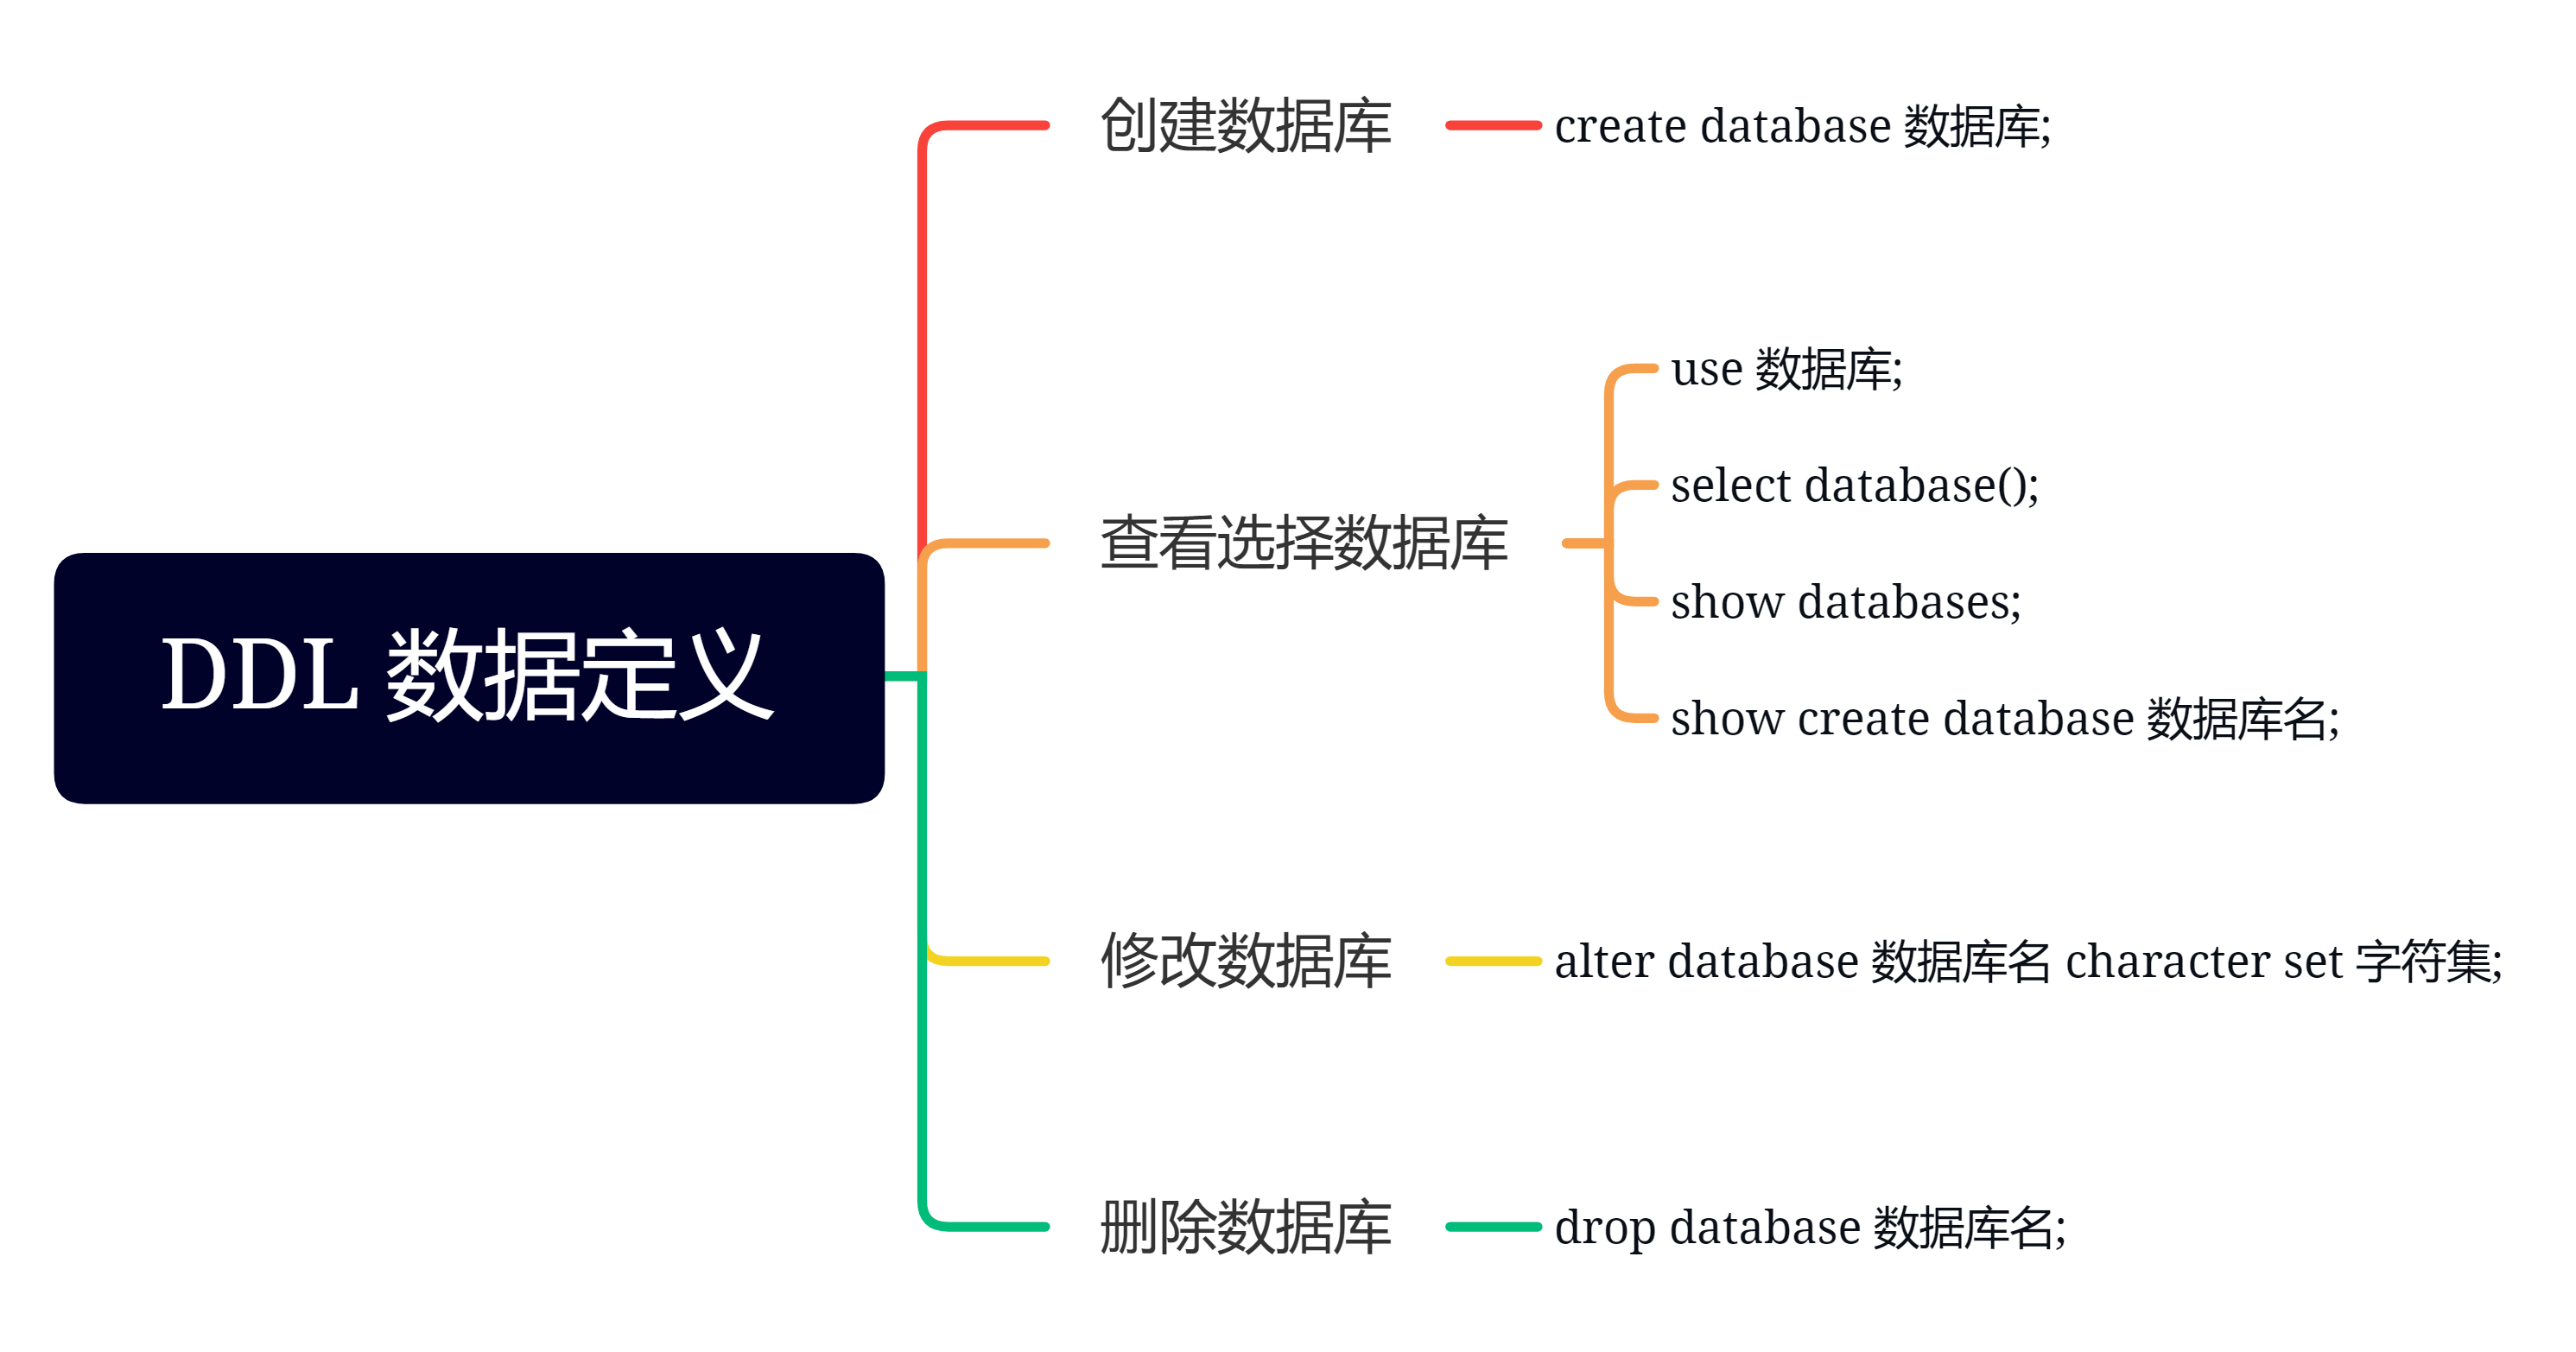 DDL 数据定义
创建数据库
create database 数据库;
查看选择数据库
use 数据库;
select database();
show databases;
show create database 数据库名;
修改数据库
alter database 数据库名 character set 字符集;
删除数据库
drop database 数据库名;